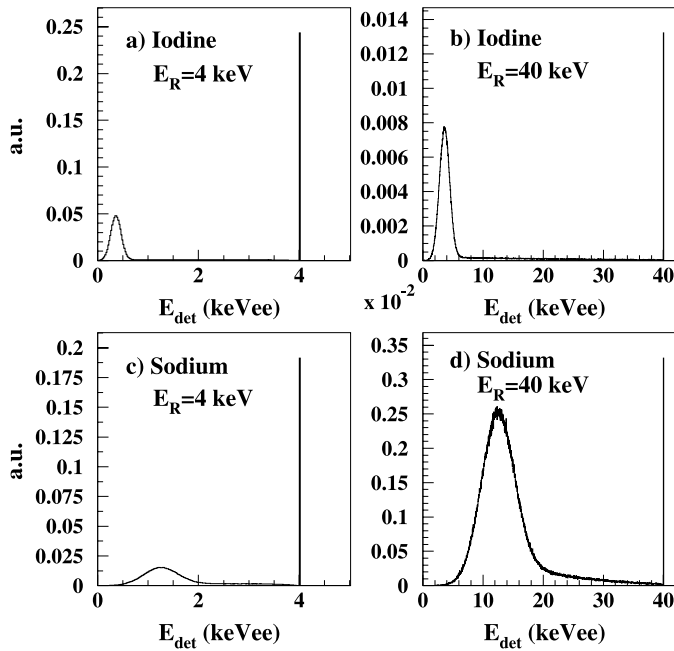 a) Iodine
E_R=4 keV
0.25
0.2
0.15
0.1
0.05
0
a.u.
0 2 4
E_det (keVee)
b) Iodine
E_R=40 keV
0.014
0.012
0.01
0.008
0.006
0.004
0.002
0
0 10 20 30 40
E_det (keVee)
c) Sodium
E_R=4 keV
0.2
0.175
0.15
0.125
0.1
0.075
0.05
0.025
0
a.u.
0 2 4
E_det (keVee)
x 10^-2
d) Sodium
E_R=40 keV
0.35
0.3
0.25
0.2
0.15
0.1
0.05
0
0 10 20 30 40
E_det (keVee)